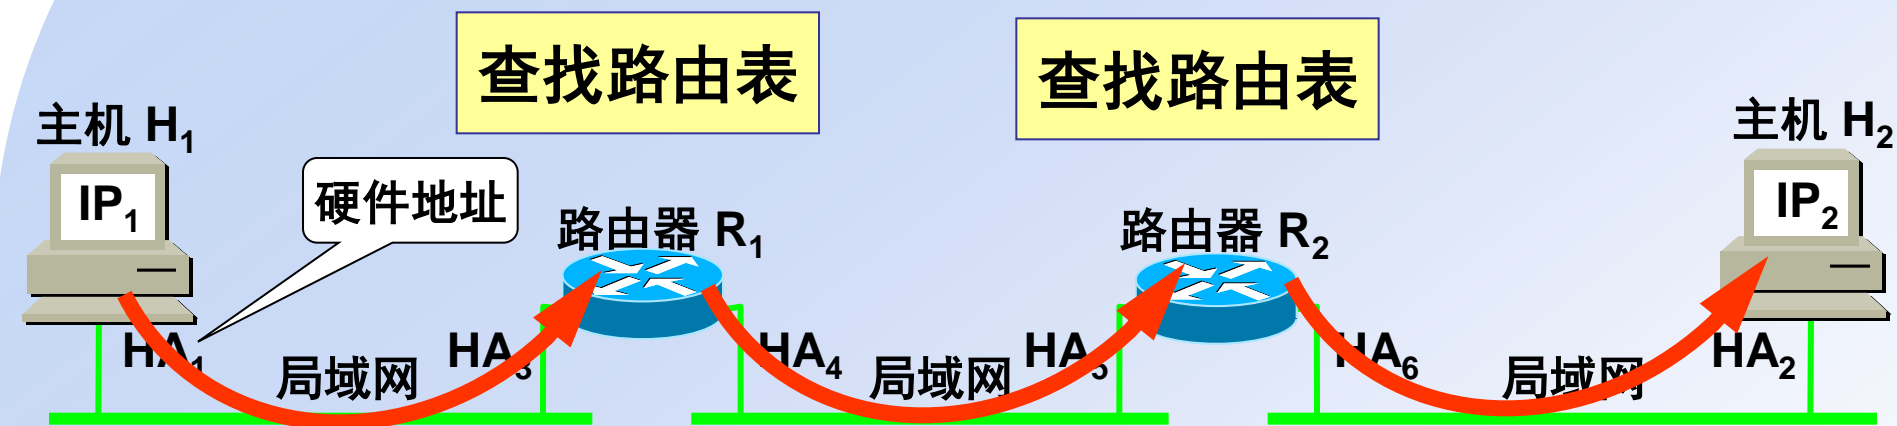 查找路由表
查找路由表
主机 H₁
主机 H₂
IP₁
硬件地址
路由器 R₁
路由器 R₂
IP₂
HA₁
局域网
HA₃
HA₄
局域网
HA₅
HA₆
局域网
HA₂